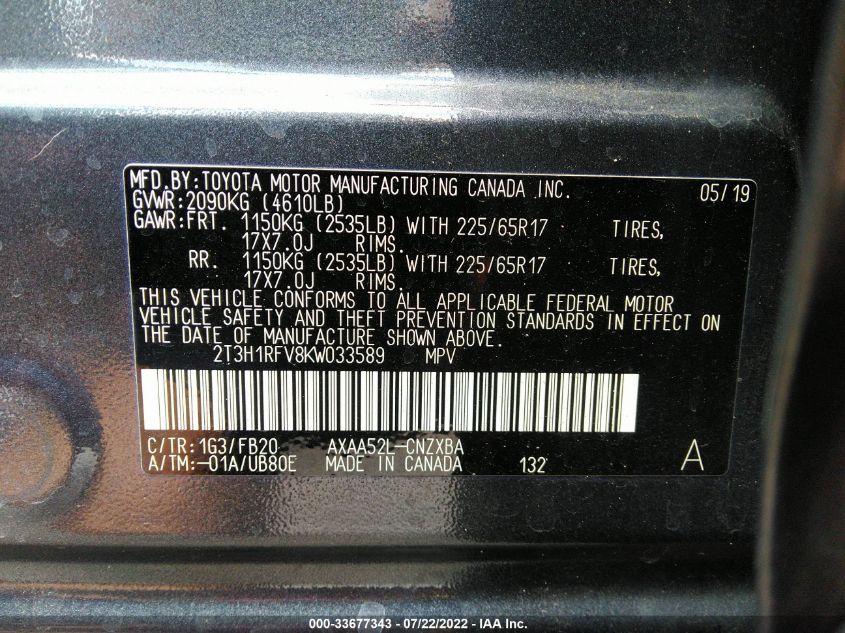 MFD.BY:TOYOTA MOTOR MANUFACTURING CANADA INC. 05/19
GVWR:2090KG (4610LB)
GAWR:FRT. 1150KG (2535LB) WITH 225/65R17 TIRES,
17X7.0J RIMS.
RR. 1150KG (2535LB) WITH 225/65R17 TIRES,
17X7.0J RIMS.
THIS VEHICLE CONFORMS TO ALL APPLICABLE FEDERAL MOTOR
VEHICLE SAFETY AND THEFT PREVENTION STANDARDS IN EFFECT ON
THE DATE OF MANUFACTURE SHOWN ABOVE.
2T3H1RFV8KW033589 MPV
C/TR:1G3/FB20 AXAA52L-CNZXBA
A/TM:-01A/UB80E MADE IN CANADA 132 A
000-33677343 - 07/22/2022 - IAA Inc.